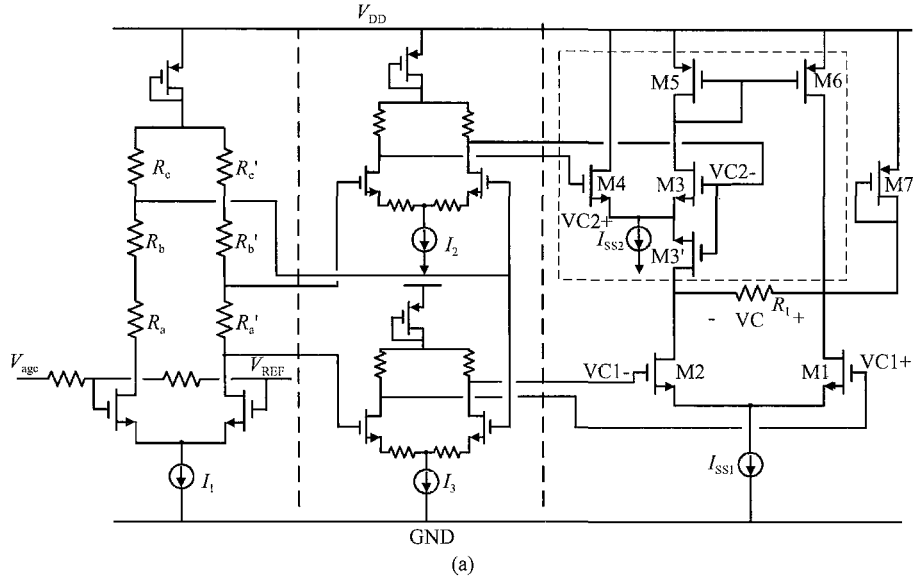 V_DD
R_c
R_c'
R_b
R_b'
R_a
R_a'
V_agc
V_REF
I_1
I_2
I_3
M5
M6
M4
M3
VC2-
VC2+
I_SS2
M3'
M7
R_1
- VC +
VC1-
M2
M1
VC1+
I_SS1
GND
(a)